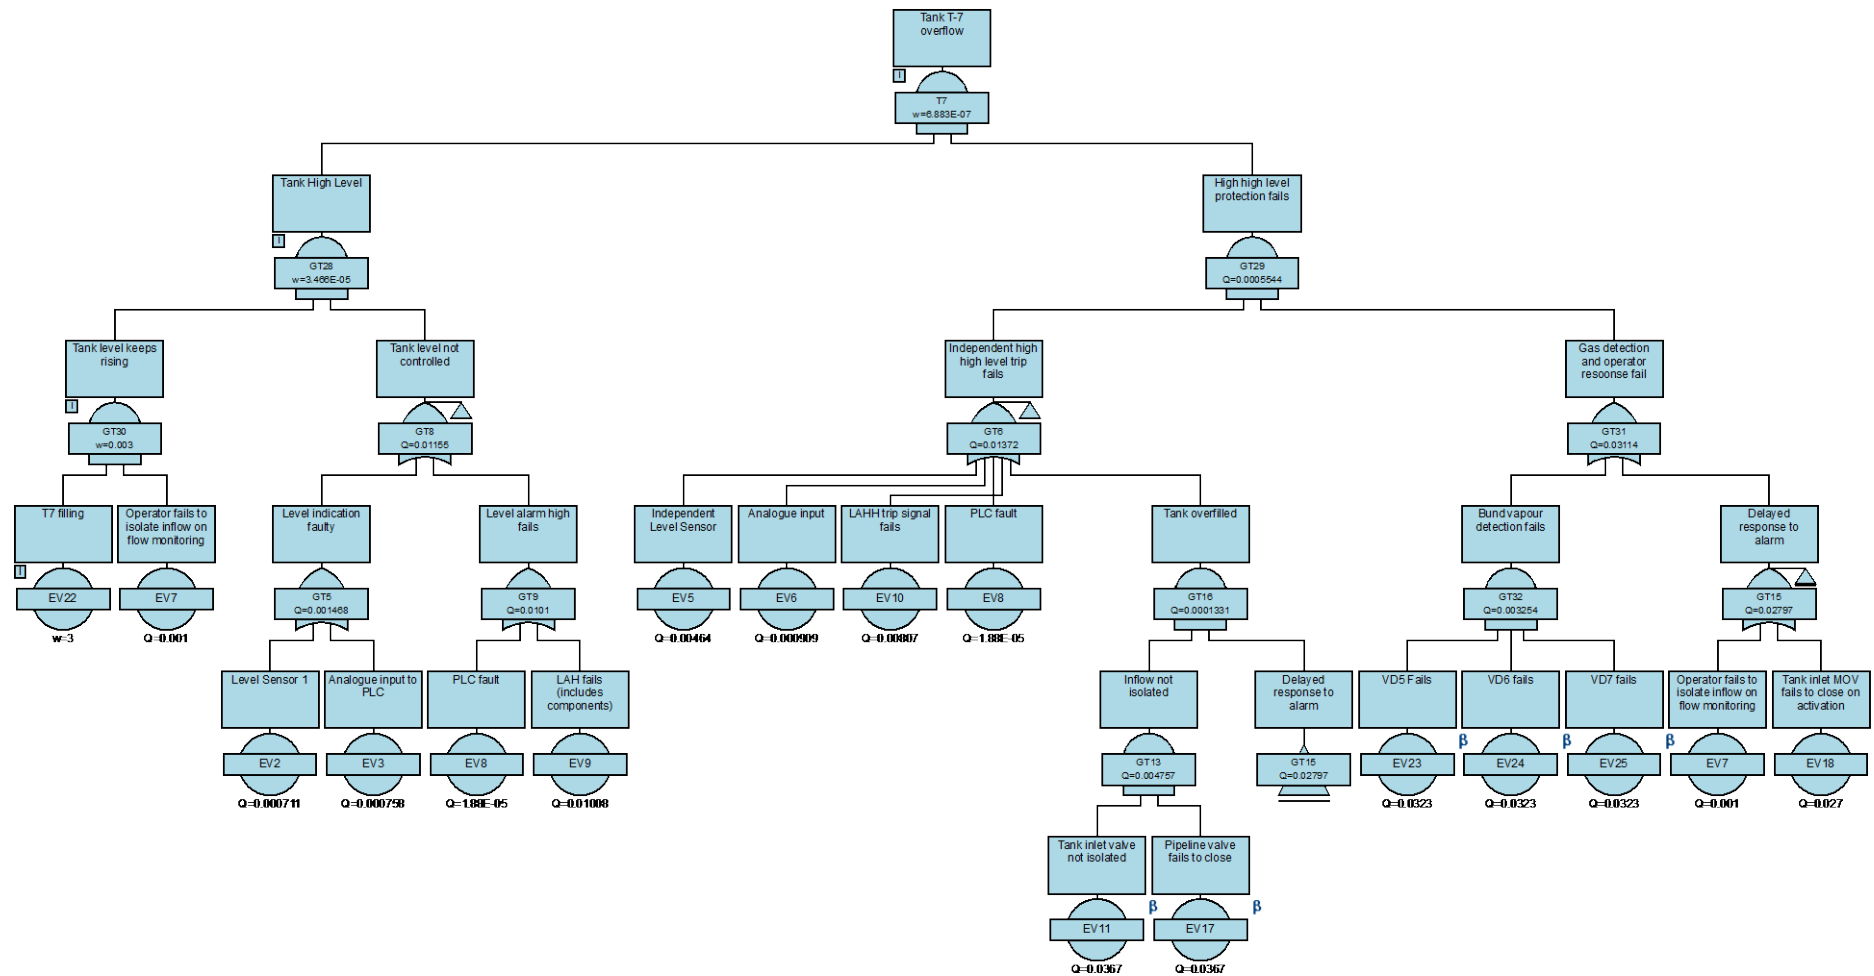 Tank T-7
overflow
I
T7
w=6.883E-07
Tank High Level
I
GT28
w=3.466E-05
High high level
protection fails
GT29
Q=0.0005544
Tank level keeps
rising
I
GT30
w=0.003
Tank level not
controlled
GT8
Q=0.01155
Independent high
high level trip
fails
GT6
Q=0.01372
Gas detection
and operator
resoonse fail
GT31
Q=0.03114
T7 filling
I
EV22
w=3
Operator fails to
isolate inflow on
flow monitoring
EV7
Q=0.001
Level indication
faulty
GT5
Q=0.001468
Level alarm high
fails
GT9
Q=0.0101
Independent
Level Sensor
EV5
Q=0.00464
Analogue input
EV6
Q=0.000909
LAHH trip signal
fails
EV10
Q=0.00807
PLC fault
EV8
Q=1.88E-05
Tank overfilled
GT16
Q=0.0001331
Bund vapour
detection fails
GT32
Q=0.003254
Delayed
response to
alarm
GT15
Q=0.02797
Level Sensor 1
EV2
Q=0.000711
Analogue input to
PLC
EV3
Q=0.000758
PLC fault
EV8
Q=1.88E-05
LAH fails
(includes
components)
EV9
Q=0.01008
Inflow not
isolated
GT13
Q=0.004757
Delayed
response to
alarm
GT15
Q=0.02797
VD5 Fails
β
EV23
Q=0.0323
VD6 fails
β
EV24
Q=0.0323
VD7 fails
β
EV25
Q=0.0323
Operator fails to
isolate inflow on
flow monitoring
EV7
Q=0.001
Tank inlet MOV
fails to close on
activation
EV18
Q=0.027
Tank inlet valve
not isolated
β
EV11
Q=0.0367
Pipeline valve
fails to close
β
EV17
Q=0.0367